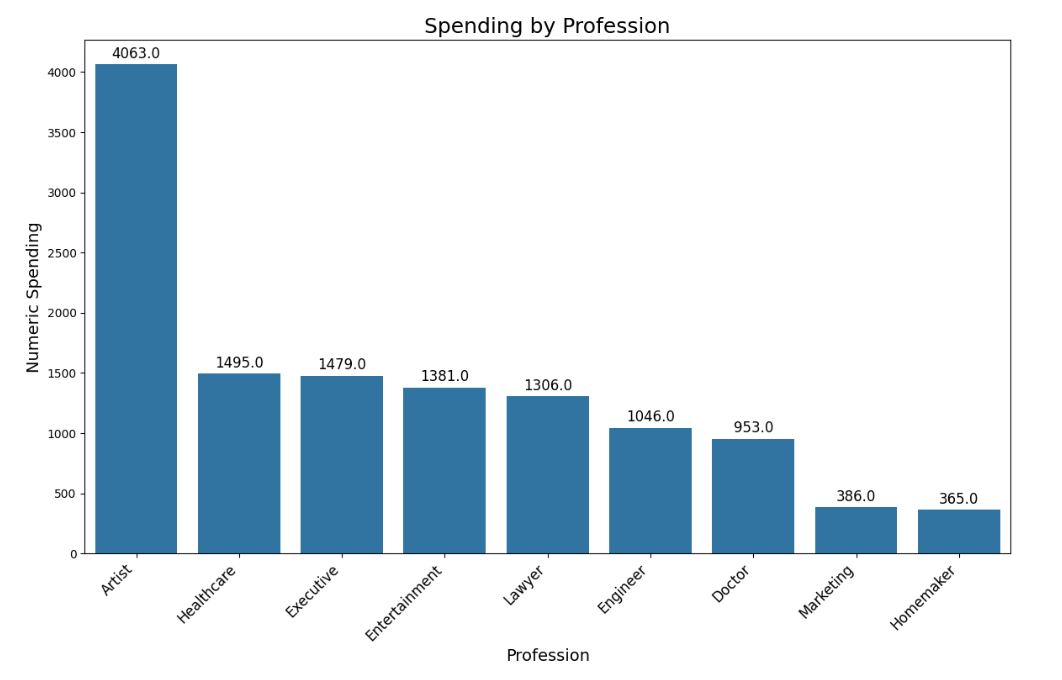 Spending by Profession
4063.0
1495.0
1479.0
1381.0
1306.0
1046.0
953.0
386.0
365.0
4000
3500
3000
2500
2000
1500
1000
500
0
Numeric Spending
Artist
Healthcare
Executive
Entertainment
Lawyer
Engineer
Doctor
Marketing
Homemaker
Profession